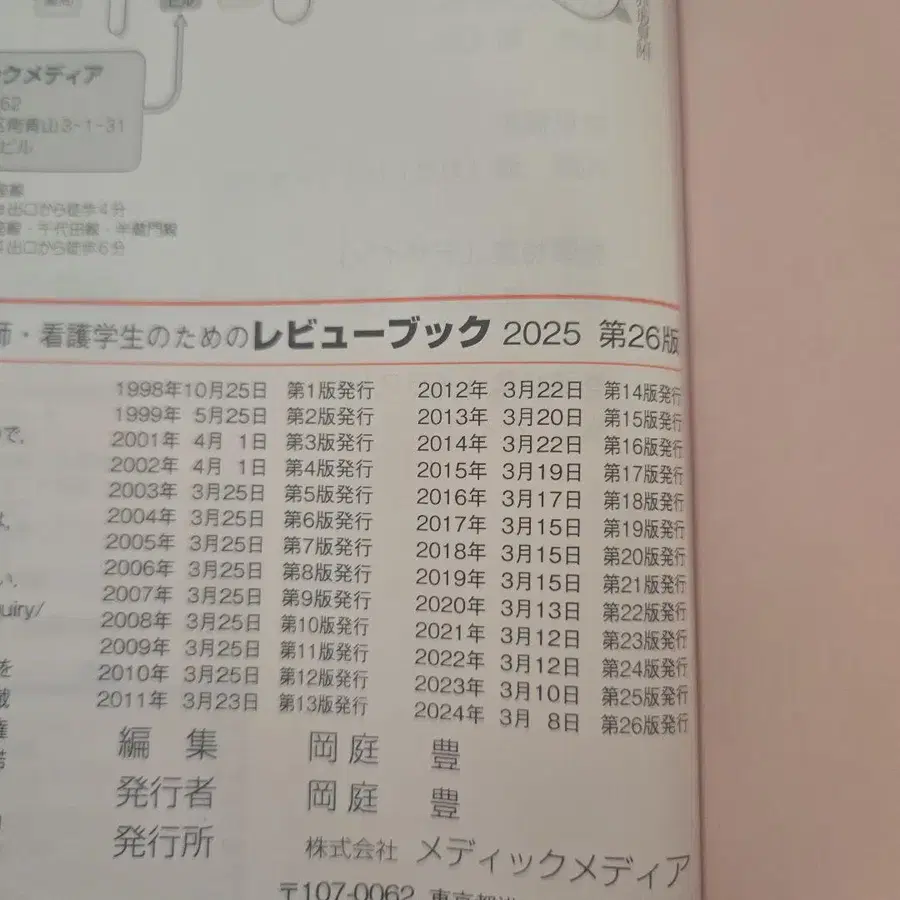 ックメディア
62
区南青山3-1-31
ビル
出口から徒歩4分
線・千代田線・半蔵門線
出口から徒歩6分
師・看護学生のためのレビューブック 2025 第26版
1998年10月25日 第1版発行
1999年 5月25日 第2版発行
2001年 4月 1日 第3版発行
2002年 4月 1日 第4版発行
2003年 3月25日 第5版発行
2004年 3月25日 第6版発行
2005年 3月25日 第7版発行
2006年 3月25日 第8版発行
2007年 3月25日 第9版発行
2008年 3月25日 第10版発行
2009年 3月25日 第11版発行
2010年 3月25日 第12版発行
2011年 3月23日 第13版発行
2012年 3月22日 第14版発行
2013年 3月20日 第15版発行
2014年 3月22日 第16版発行
2015年 3月19日 第17版発行
2016年 3月17日 第18版発行
2017年 3月15日 第19版発行
2018年 3月15日 第20版発行
2019年 3月15日 第21版発行
2020年 3月13日 第22版発行
2021年 3月12日 第23版発行
2022年 3月12日 第24版発行
2023年 3月10日 第25版発行
2024年 3月 8日 第26版発行
で,
い,
quiry/
を
編 集 岡庭 豊
発行者 岡庭 豊
発行所 株式会社 メディックメディア
〒107-0062 東京都港